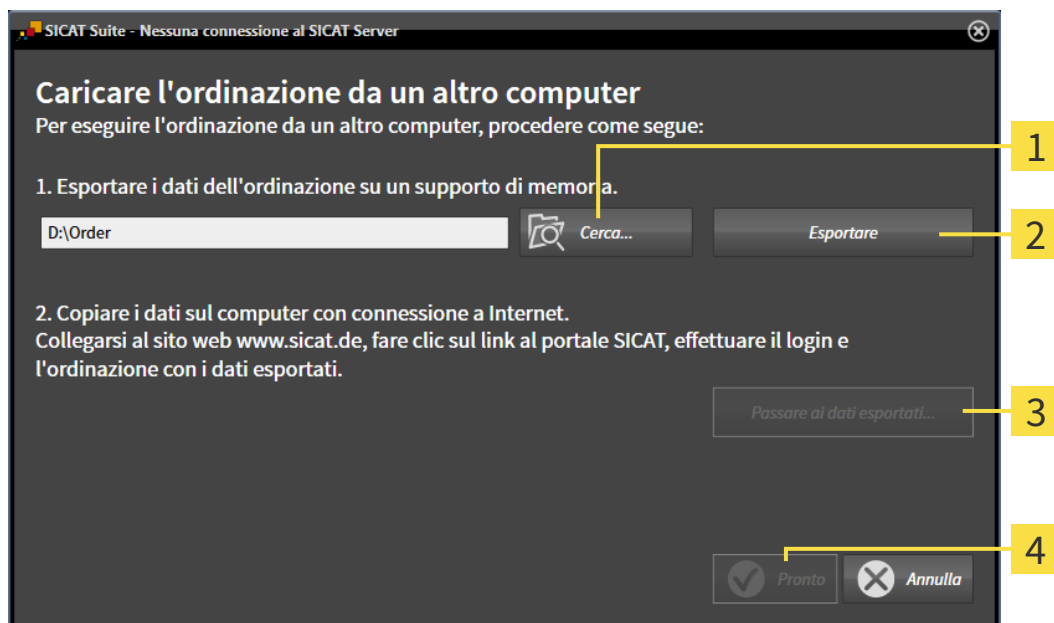 SICAT Suite - Nessuna connessione al SICAT Server
Caricare l'ordinazione da un altro computer
Per eseguire l'ordinazione da un altro computer, procedere come segue:
1
1. Esportare i dati dell'ordinazione su un supporto di memoria.
D:\Order
Cerca...
Esportare
2
2. Copiare i dati sul computer con connessione a Internet.
Collegarsi al sito web www.sicat.de, fare clic sul link al portale SICAT, effettuare il login e
l'ordinazione con i dati esportati.
Passare ai dati esportati...
3
4
Pronto
Annulla